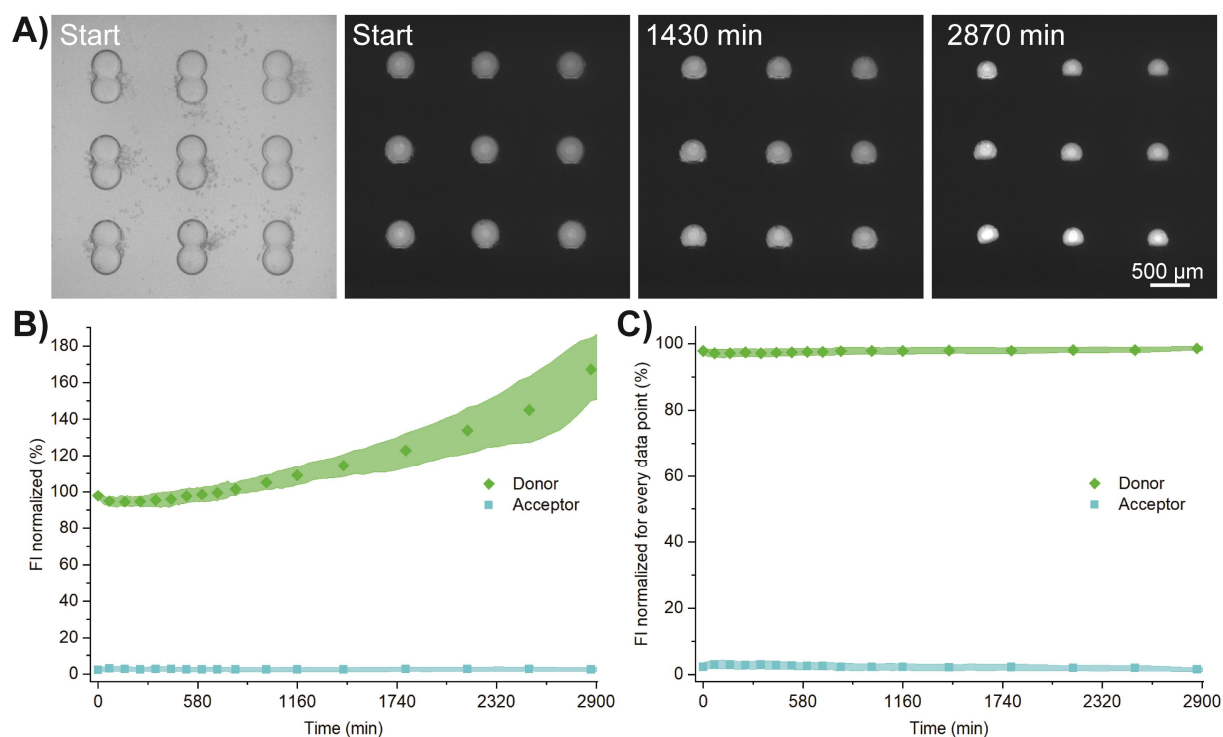 A)
Start
Start
1430 min
2870 min
500 µm
B)
FI normalized (%)
180
160
140
120
100
80
60
40
20
0
Donor
Acceptor
0 580 1160 1740 2320 2900
Time (min)
C)
FI normalized for every data point (%)
100
80
60
40
20
0
Donor
Acceptor
0 580 1160 1740 2320 2900
Time (min)